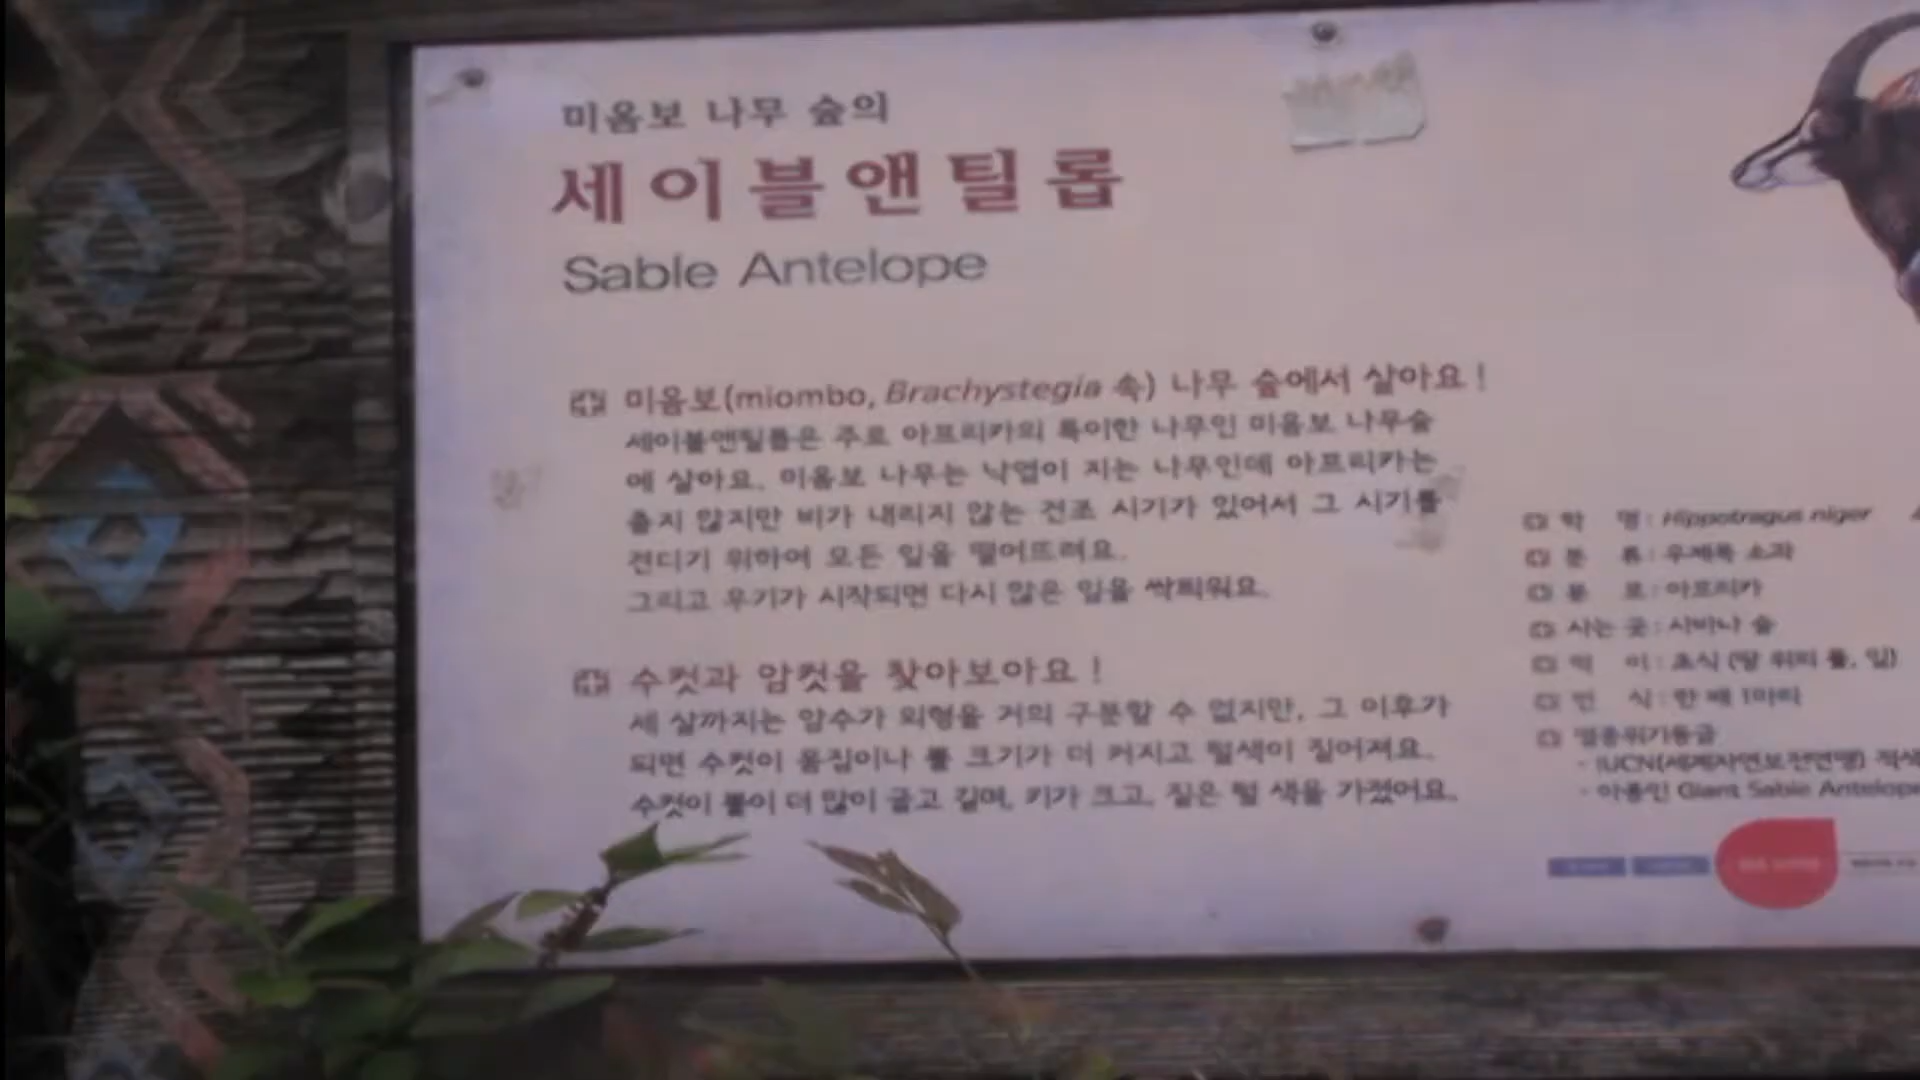 미옴보 나무 숲의
세이블앤틸롭
Sable Antelope
미옴보(miombo, Brachystegia 속) 나무 숲에서 살아요!
세이블앤틸롭은 주로 아프리카의 특이한 나무인 미옴보 나무숲
에 살아요. 미옴보 나무는 낙엽이 지는 나무인데 아프리카는
춥지 않지만 비가 내리지 않는 건조 시기가 있어서 그 시기를
견디기 위하여 모든 잎을 떨어뜨려요.
그리고 우기가 시작되면 다시 많은 잎을 싹틔워요.
수컷과 암컷을 찾아보아요!
세 살까지는 암수가 외형을 거의 구분할 수 없지만, 그 이후가
되면 수컷이 몸집이나 뿔 크기가 더 커지고 털색이 짙어져요.
수컷이 뿔이 더 많이 굽고 길며, 키가 크고, 짙은 털 색을 가졌어요.
학 명 : Hippotragus niger
분 류 : 우제목 소과
분 포 : 아프리카
사는 곳 : 사바나 숲
먹 이 : 초식 (땅 위의 풀, 잎)
번 식 : 한 배 1마리
멸종위기등급
- IUCN(세계자연보전연맹) 적색
- 아종인 Giant Sable Antelope